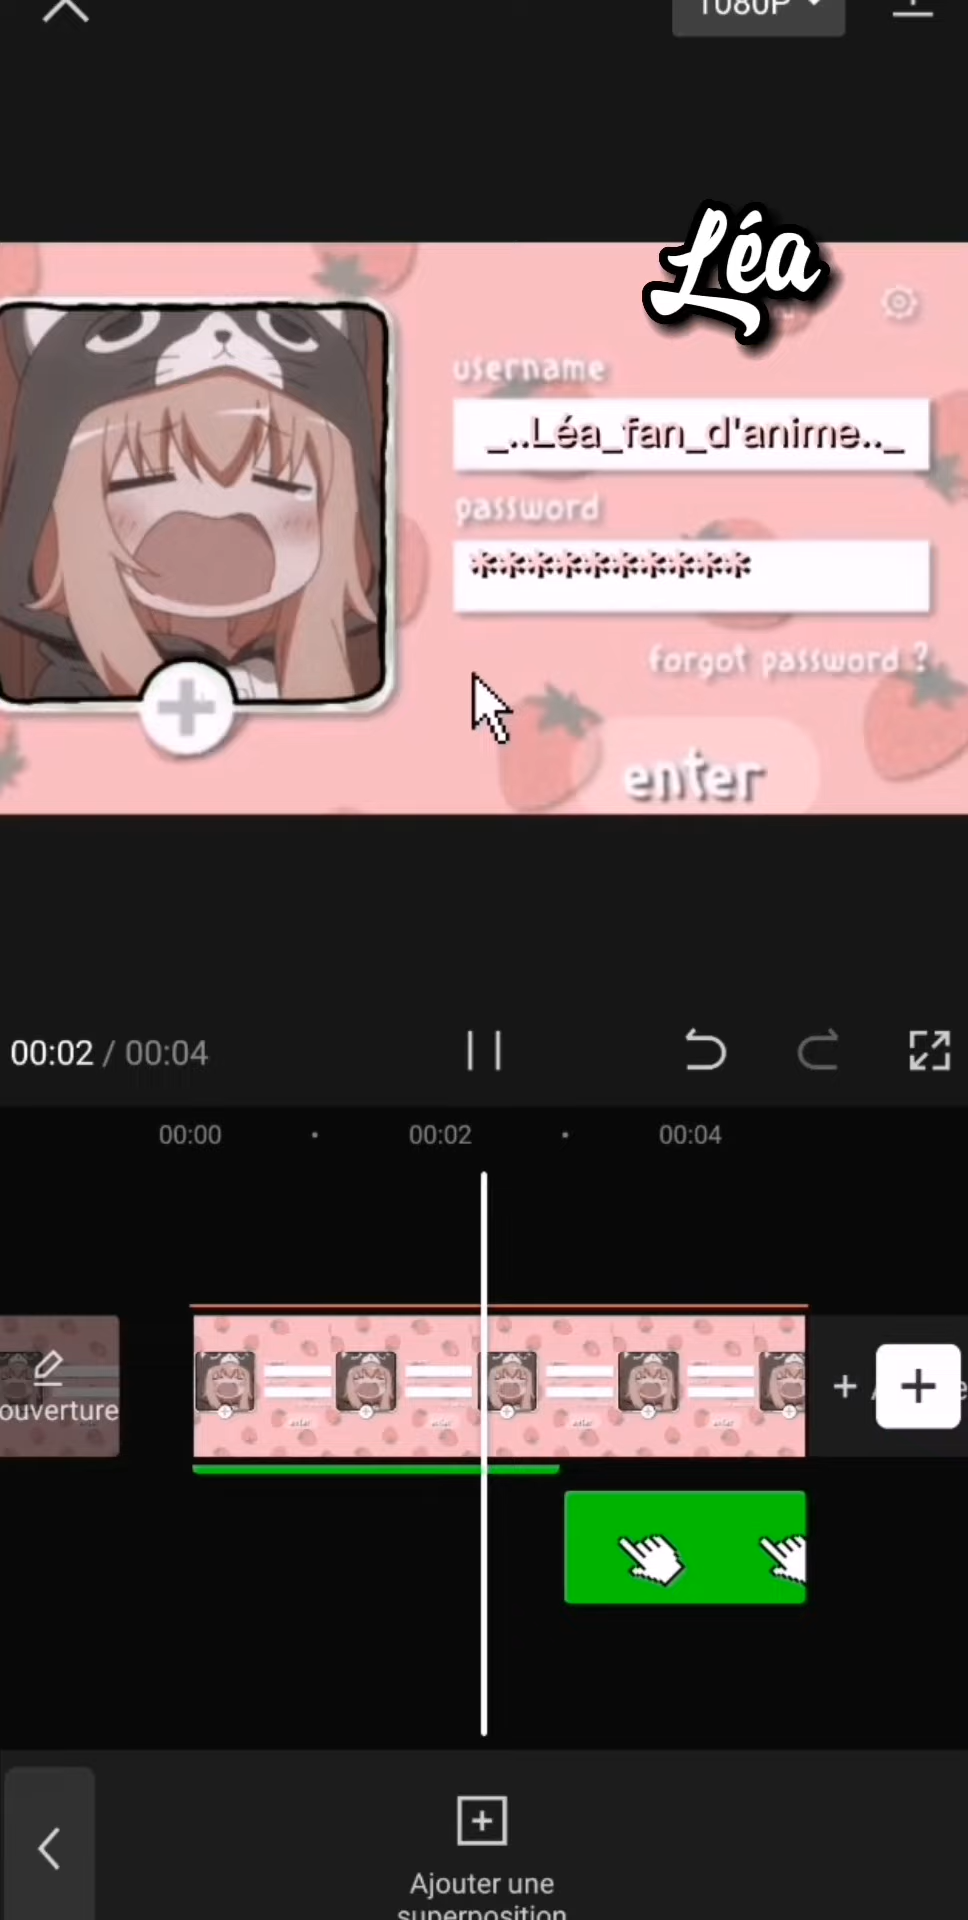 1080P
Léa
username
_..Léa_fan_d'anime.._
password
***********
forgot password ?
enter
00:02 / 00:04
00:00 • 00:02 • 00:04
ouverture
Ajouter une
superposition